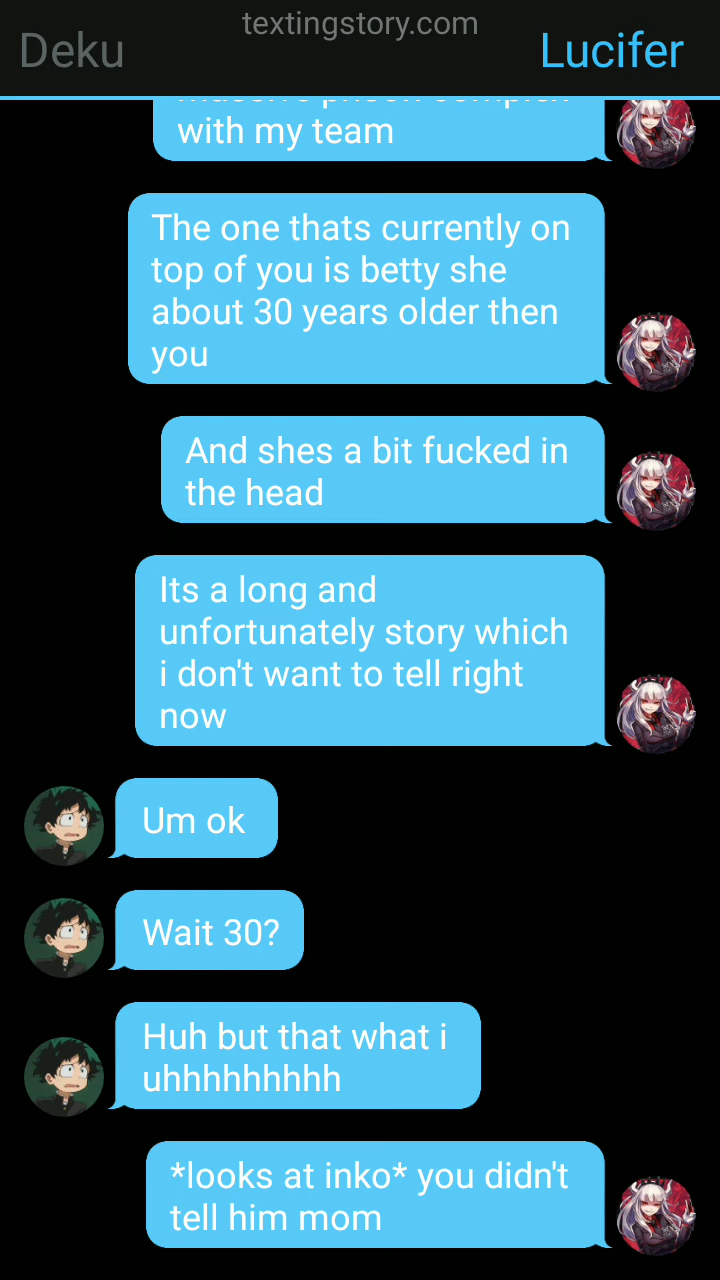 textingstory.com
Deku
Lucifer
with my team
The one thats currently on
top of you is betty she
about 30 years older then
you
And shes a bit fucked in
the head
Its a long and
unfortunately story which
i don't want to tell right
now
Um ok
Wait 30?
Huh but that what i
uhhhhhhhhh
*looks at inko* you didn't
tell him mom